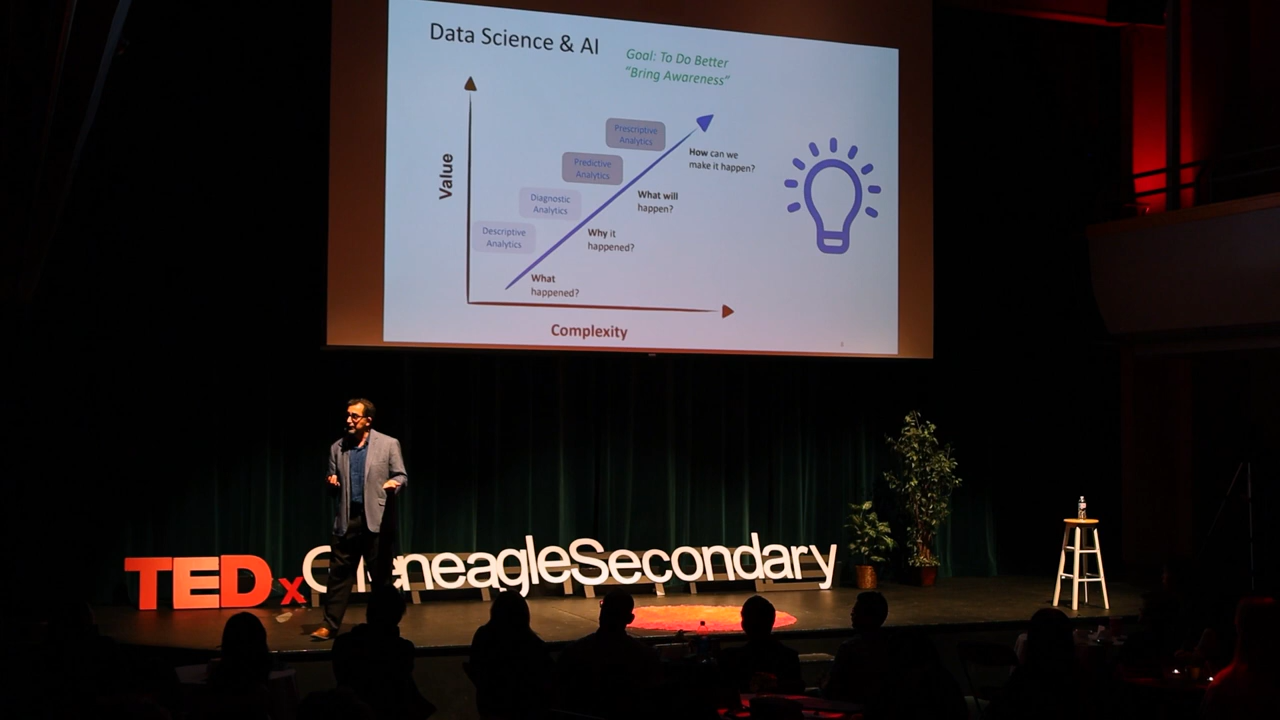 Data Science & AI
Goal: To Do Better
“Bring Awareness”
Value
Prescriptive
Analytics
Predictive
Analytics
Diagnostic
Analytics
Descriptive
Analytics
How can we
make it happen?
What will
happen?
Why it
happened?
What
happened?
Complexity
TEDxGleneagleSecondary